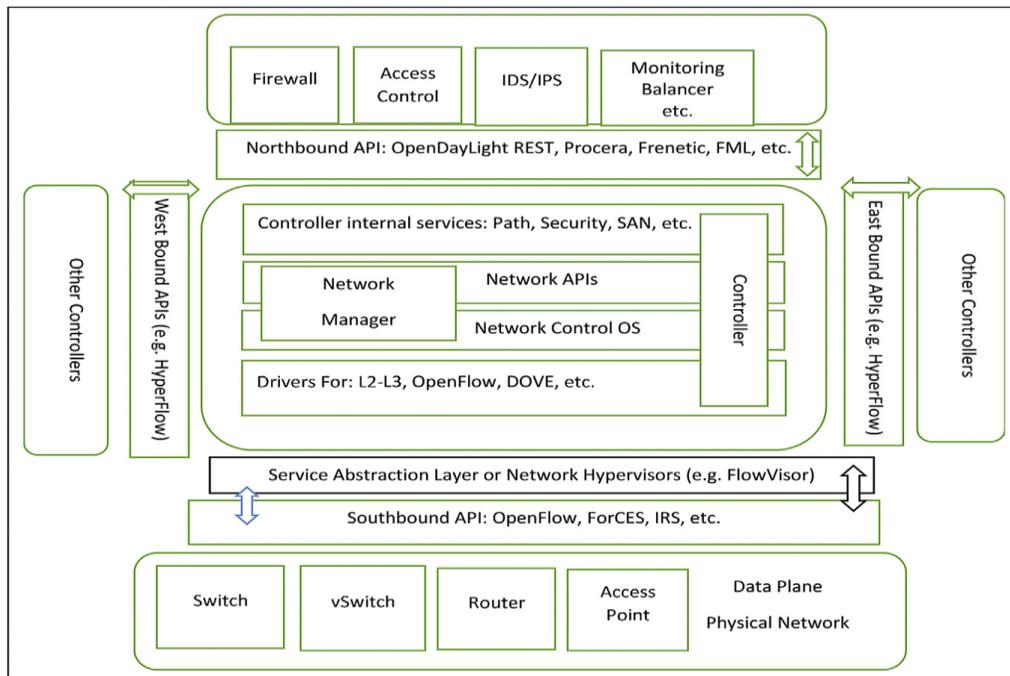 Firewall
Access
Control
IDS/IPS
Monitoring
Balancer
etc.
Northbound API: OpenDayLight REST, Procera, Frenetic, FML, etc.
Other Controllers
West Bound APIs (e.g. HyperFlow)
Controller internal services: Path, Security, SAN, etc.
Network
Manager
Network APIs
Network Control OS
Drivers For: L2-L3, OpenFlow, DOVE, etc.
Controller
East Bound APIs (e.g. HyperFlow)
Other Controllers
Service Abstraction Layer or Network Hypervisors (e.g. FlowVisor)
Southbound API: OpenFlow, ForCES, IRS, etc.
Switch
vSwitch
Router
Access
Point
Data Plane
Physical Network